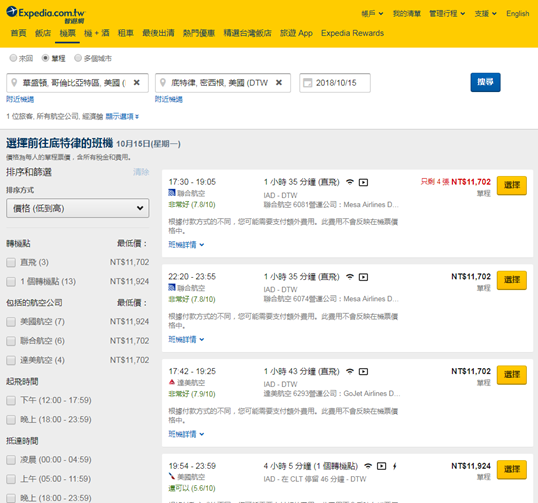 Expedia.com.tw
智遊網
帳戶 我的清單 管理行程 支援 English
首頁 飯店 機票 機+酒 租車 最後出清 熱門優惠 精選台灣飯店 旅遊 App Expedia Rewards
來回 單程 多個城市
華盛頓, 哥倫比亞特區, 美國 ( 底特律, 密西根, 美國 (DTW 2018/10/15 搜尋
附近機場 附近機場
1 位旅客, 所有航空公司, 經濟艙 顯示選項
選擇前往底特律的班機 10月15日(星期一)
價格為每人的單程票價，含所有稅金和費用。
排序和篩選 清除
排序方式
價格 (低到高)
轉機點 最低價：
直飛 (3) NT$11,702
1 個轉機點 (13) NT$11,924
包括的航空公司 最低價：
美國航空 (7) NT$11,924
聯合航空 (6) NT$11,702
達美航空 (4) NT$11,702
起飛時間
下午 (12:00 - 17:59)
晚上 (18:00 - 23:59)
抵達時間
凌晨 (00:00 - 04:59)
上午 (05:00 - 11:59)
晚上 (18:00 - 23:59)
17:30 - 19:05 1 小時 35 分鐘 (直飛) 只剩 4 張 NT$11,702 選擇
聯合航空 IAD - DTW 單程
非常好 (7.8/10) 聯合航空 6081營運公司：Mesa Airlines D...
根據付款方式的不同，您可能需要支付額外費用。此費用不會反映在機票價
格中。
班機詳情
22:20 - 23:55 1 小時 35 分鐘 (直飛) NT$11,702 選擇
聯合航空 IAD - DTW 單程
非常好 (7.8/10) 聯合航空 6074營運公司：Mesa Airlines D...
根據付款方式的不同，您可能需要支付額外費用。此費用不會反映在機票價
格中。
班機詳情
17:42 - 19:25 1 小時 43 分鐘 (直飛) NT$11,702 選擇
達美航空 IAD - DTW 單程
非常好 (7.9/10) 達美航空 6293營運公司：GoJet Airlines D...
根據付款方式的不同，您可能需要支付額外費用。此費用不會反映在機票價
格中。
班機詳情
19:54 - 23:59 4 小時 5 分鐘 (1 個轉機點) NT$11,924 選擇
美國航空 IAD - 在 CLT 停留 46 分鐘 - DTW 單程
還可以 (5.6/10)